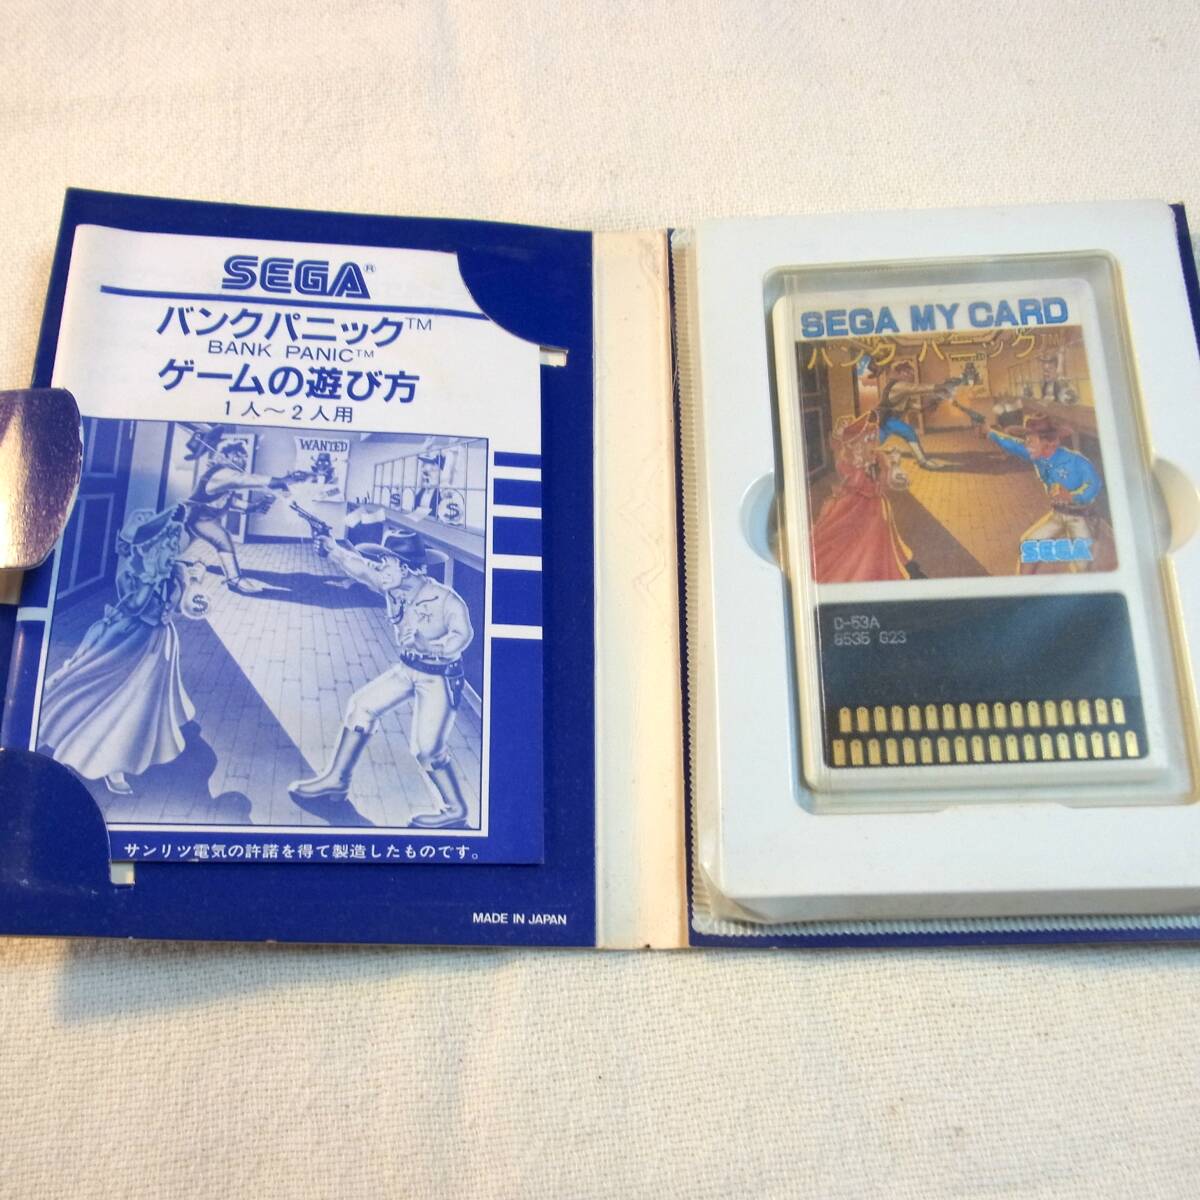 SEGA®
バンクパニック™
BANK PANIC™
ゲームの遊び方
1人〜2人用
WANTED
$
$
$
サンリツ電気の許諾を得て製造したものです。
MADE IN JAPAN
SEGA MY CARD
バンクパニック™
SEGA
C-53A
8535 G23